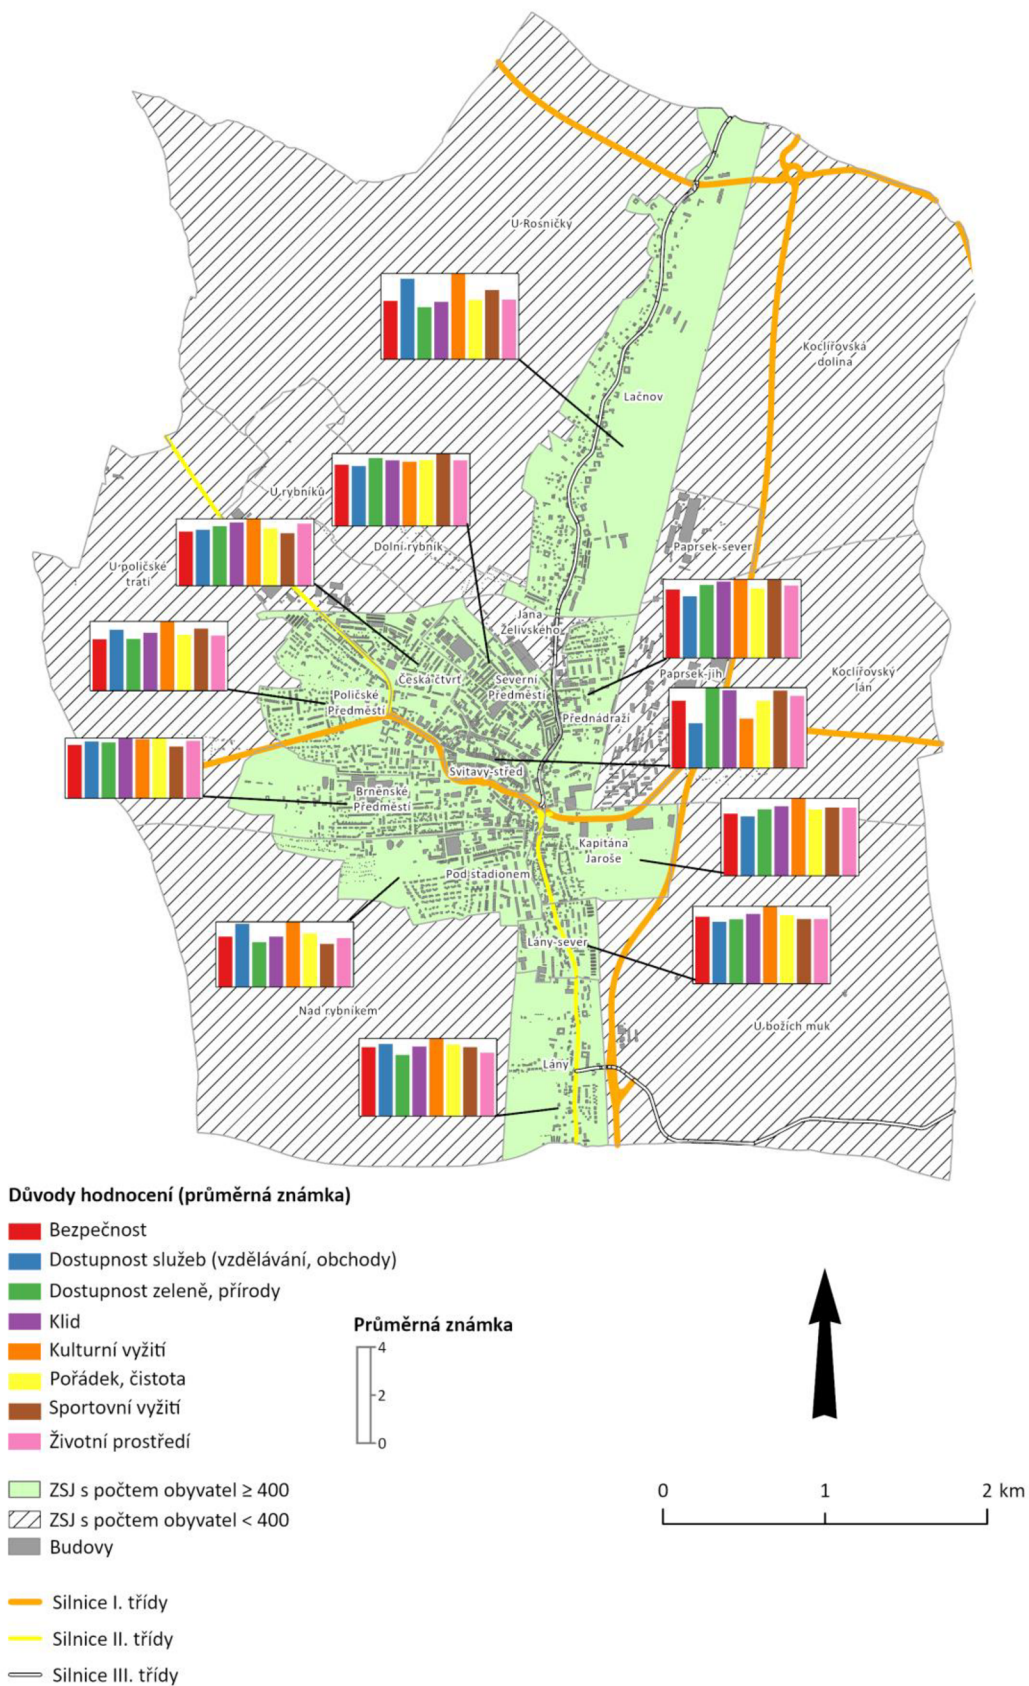 U Rosničky
Koclířovská
dolina
Lačnov
U rybníků
Dolní rybník
Paprsek-sever
U poličské
trati
Jana
Želivského
Koclířovský
lán
Paprsek-jih
Česká čtvrť
Severní
Předměstí
Poličské
Předměstí
Přednádraží
Svitavy-střed
Brněnské
Předměstí
Kapitána
Jaroše
Pod stadionem
Lány-sever
Nad rybníkem
U božích muk
Lány
Důvody hodnocení (průměrná známka)
Bezpečnost
Dostupnost služeb (vzdělávání, obchody)
Dostupnost zeleně, přírody
Klid
Kulturní vyžití
Pořádek, čistota
Sportovní vyžití
Životní prostředí
Průměrná známka
4
2
0
ZSJ s počtem obyvatel ≥ 400
ZSJ s počtem obyvatel < 400
Budovy
0 1 2 km
Silnice I. třídy
Silnice II. třídy
Silnice III. třídy